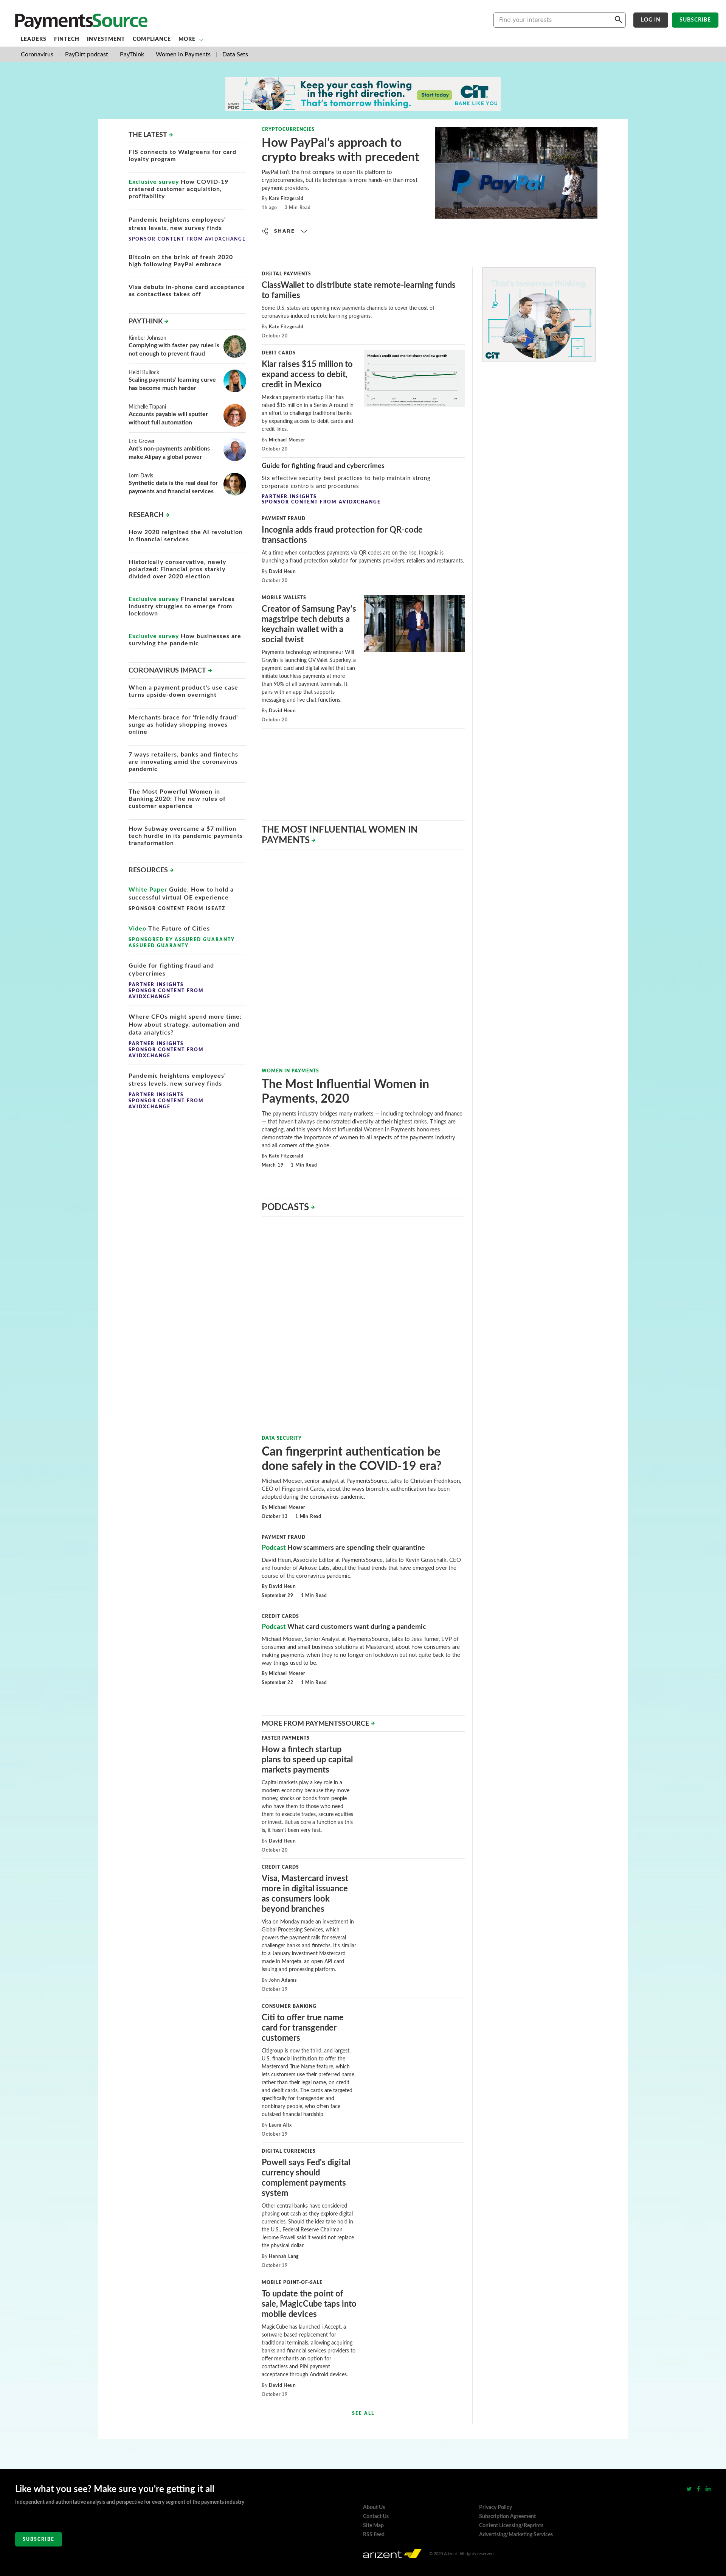 PaymentsSource
Find your interests
LOG IN
SUBSCRIBE
LEADERS FINTECH INVESTMENT COMPLIANCE MORE
Coronavirus PayDirt podcast PayThink Women in Payments Data Sets
Keep your cash flowing
in the right direction.
That's tomorrow thinking.
Start today
CIT
BANK LIKE YOU
FDIC
THE LATEST
FIS connects to Walgreens for card
loyalty program
Exclusive survey How COVID-19
cratered customer acquisition,
profitability
Pandemic heightens employees'
stress levels, new survey finds
SPONSOR CONTENT FROM AVIDXCHANGE
Bitcoin on the brink of fresh 2020
high following PayPal embrace
Visa debuts in-phone card acceptance
as contactless takes off
PAYTHINK
Kimber Johnson
Complying with faster pay rules is
not enough to prevent fraud
Heidi Bullock
Scaling payments' learning curve
has become much harder
Michelle Trapani
Accounts payable will sputter
without full automation
Eric Grover
Ant's non-payments ambitions
make Alipay a global power
Lorn Davis
Synthetic data is the real deal for
payments and financial services
RESEARCH
How 2020 reignited the AI revolution
in financial services
Historically conservative, newly
polarized: Financial pros starkly
divided over 2020 election
Exclusive survey Financial services
industry struggles to emerge from
lockdown
Exclusive survey How businesses are
surviving the pandemic
CORONAVIRUS IMPACT
When a payment product's use case
turns upside-down overnight
Merchants brace for 'friendly fraud'
surge as holiday shopping moves
online
7 ways retailers, banks and fintechs
are innovating amid the coronavirus
pandemic
The Most Powerful Women in
Banking 2020: The new rules of
customer experience
How Subway overcame a $7 million
tech hurdle in its pandemic payments
transformation
RESOURCES
White Paper Guide: How to hold a
successful virtual OE experience
SPONSOR CONTENT FROM ISEATZ
Video The Future of Cities
SPONSORED BY ASSURED GUARANTY
ASSURED GUARANTY
Guide for fighting fraud and
cybercrimes
PARTNER INSIGHTS
SPONSOR CONTENT FROM
AVIDXCHANGE
Where CFOs might spend more time:
How about strategy, automation and
data analytics?
PARTNER INSIGHTS
SPONSOR CONTENT FROM
AVIDXCHANGE
Pandemic heightens employees'
stress levels, new survey finds
PARTNER INSIGHTS
SPONSOR CONTENT FROM
AVIDXCHANGE
CRYPTOCURRENCIES
How PayPal's approach to
crypto breaks with precedent
PayPal isn't the first company to open its platform to
cryptocurrencies, but its technique is more hands-on than most
payment providers.
By Kate Fitzgerald
1h ago 3 Min Read
SHARE
PayPal
DIGITAL PAYMENTS
ClassWallet to distribute state remote-learning funds
to families
Some U.S. states are opening new payments channels to cover the cost of
coronavirus-induced remote learning programs.
By Kate Fitzgerald
October 20
DEBIT CARDS
Klar raises $15 million to
expand access to debit,
credit in Mexico
Mexican payments startup Klar has
raised $15 million in a Series A round in
an effort to challenge traditional banks
by expanding access to debit cards and
credit lines.
By Michael Moeser
October 20
Mexico's credit card market shows shallow growth
Guide for fighting fraud and cybercrimes
Six effective security best practices to help maintain strong
corporate controls and procedures
PARTNER INSIGHTS
SPONSOR CONTENT FROM AVIDXCHANGE
PAYMENT FRAUD
Incognia adds fraud protection for QR-code
transactions
At a time when contactless payments via QR codes are on the rise, Incognia is
launching a fraud protection solution for payments providers, retailers and restaurants.
By David Heun
October 20
MOBILE WALLETS
Creator of Samsung Pay's
magstripe tech debuts a
keychain wallet with a
social twist
Payments technology entrepreneur Will
Graylin is launching OV Valet Superkey, a
payment card and digital wallet that can
initiate touchless payments at more
than 90% of all payment terminals. It
pairs with an app that supports
messaging and live chat functions.
By David Heun
October 20
CIT
THE MOST INFLUENTIAL WOMEN IN
PAYMENTS
WOMEN IN PAYMENTS
The Most Influential Women in
Payments, 2020
The payments industry bridges many markets — including technology and finance
— that haven't always demonstrated diversity at their highest ranks. Things are
changing, and this year's Most Influential Women in Payments honorees
demonstrate the importance of women to all aspects of the payments industry
and all corners of the globe.
By Kate Fitzgerald
March 19 1 Min Read
PODCASTS
DATA SECURITY
Can fingerprint authentication be
done safely in the COVID-19 era?
Michael Moeser, senior analyst at PaymentsSource, talks to Christian Fredrikson,
CEO of Fingerprint Cards, about the ways biometric authentication has been
adopted during the coronavirus pandemic.
By Michael Moeser
October 13 1 Min Read
PAYMENT FRAUD
Podcast How scammers are spending their quarantine
David Heun, Associate Editor at PaymentsSource, talks to Kevin Gosschalk, CEO
and founder of Arkose Labs, about the fraud trends that have emerged over the
course of the coronavirus pandemic.
By David Heun
September 29 1 Min Read
CREDIT CARDS
Podcast What card customers want during a pandemic
Michael Moeser, Senior Analyst at PaymentsSource, talks to Jess Turner, EVP of
consumer and small business solutions at Mastercard, about how consumers are
making payments when they're no longer on lockdown but not quite back to the
way things used to be.
By Michael Moeser
September 22 1 Min Read
MORE FROM PAYMENTSSOURCE
FASTER PAYMENTS
How a fintech startup
plans to speed up capital
markets payments
Capital markets play a key role in a
modern economy because they move
money, stocks or bonds from people
who have them to those who need
them to execute trades, secure equities
or invest. But as core a function as this
is, it hasn't been very fast.
By David Heun
October 20
CREDIT CARDS
Visa, Mastercard invest
more in digital issuance
as consumers look
beyond branches
Visa on Monday made an investment in
Global Processing Services, which
powers the payment rails for several
challenger banks and fintechs. It's similar
to a January investment Mastercard
made in Marqeta, an open API card
issuing and processing platform.
By John Adams
October 19
CONSUMER BANKING
Citi to offer true name
card for transgender
customers
Citigroup is now the third, and largest,
U.S. financial institution to offer the
Mastercard True Name feature, which
lets customers use their preferred name,
rather than their legal name, on credit
and debit cards. The cards are targeted
specifically for transgender and
nonbinary people, who often face
outsized financial hardship.
By Laura Alix
October 19
DIGITAL CURRENCIES
Powell says Fed's digital
currency should
complement payments
system
Other central banks have considered
phasing out cash as they explore digital
currencies. Should the idea take hold in
the U.S., Federal Reserve Chairman
Jerome Powell said it would not replace
the physical dollar.
By Hannah Lang
October 19
MOBILE POINT-OF-SALE
To update the point of
sale, MagicCube taps into
mobile devices
MagicCube has launched i-Accept, a
software-based replacement for
traditional terminals, allowing acquiring
banks and financial services providers to
offer merchants an option for
contactless and PIN payment
acceptance through Android devices.
By David Heun
October 19
SEE ALL
Like what you see? Make sure you're getting it all
Independent and authoritative analysis and perspective for every segment of the payments industry
SUBSCRIBE
About Us
Contact Us
Site Map
RSS Feed
Privacy Policy
Subscription Agreement
Content Licensing/Reprints
Advertising/Marketing Services
arizent
© 2020 Arizent. All rights reserved.